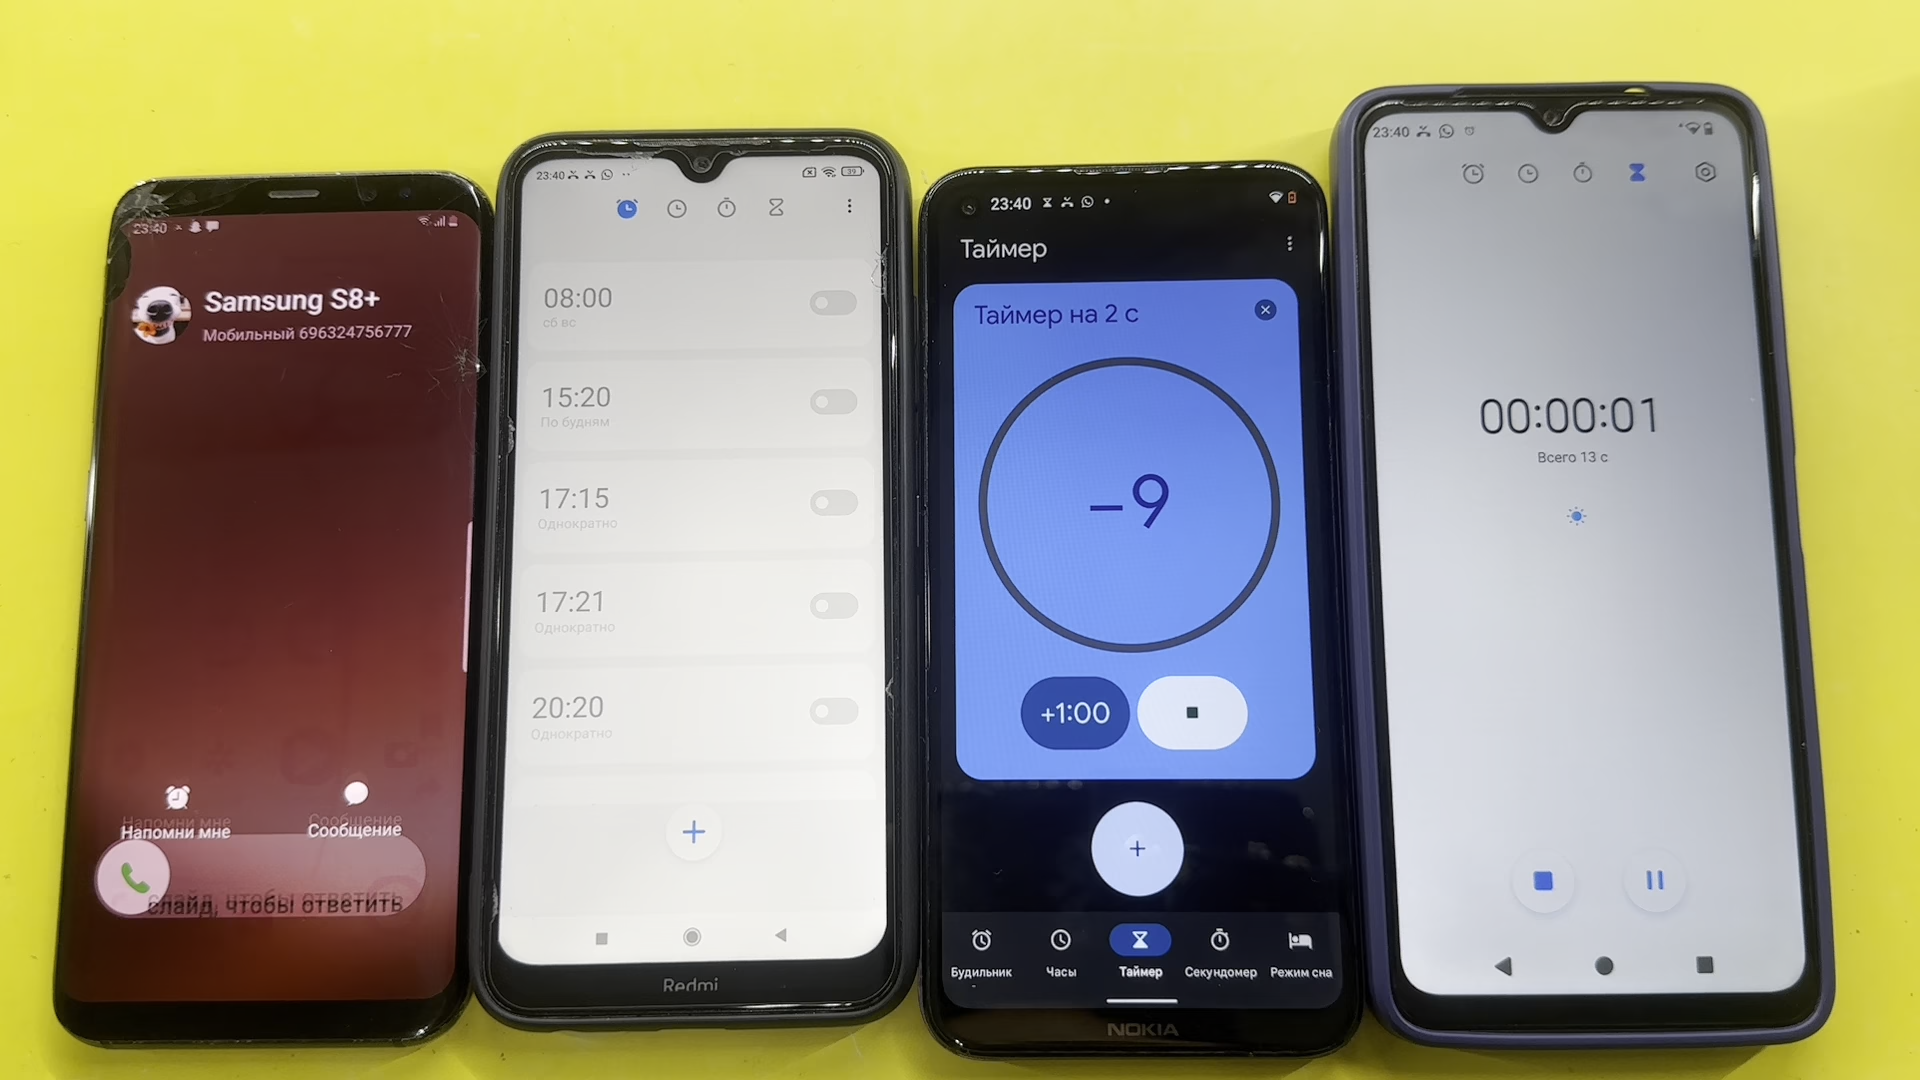 23:40
Samsung S8+
Мобильный 696324756777
Напомни мне
Сообщение
слайд, чтобы ответить
23:40
39
08:00
сб вс
15:20
По будням
17:15
Однократно
17:21
Однократно
20:20
Однократно
+
Redmi
23:40
Таймер
Таймер на 2 с
–9
+1:00
+
Будильник
Часы
Таймер
Секундомер
Режим сна
NOKIA
23:40
00:00:01
Всего 13 с